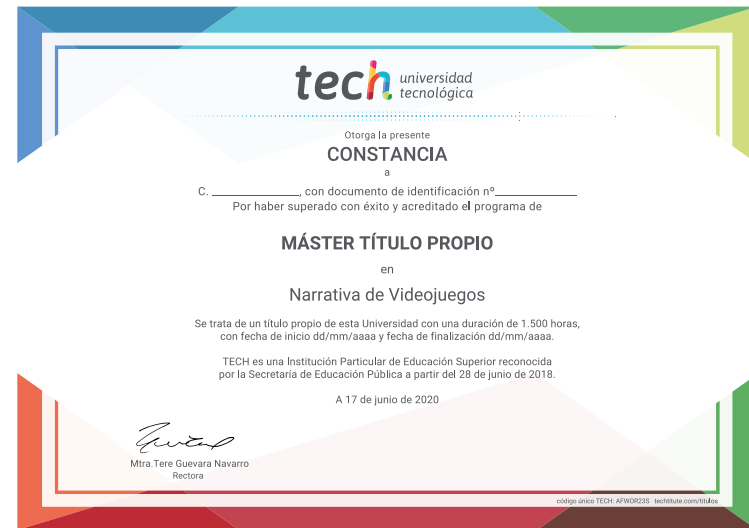 tech universidad
tecnológica
Otorga la presente
CONSTANCIA
a
C. ______________, con documento de identificación nº______________
Por haber superado con éxito y acreditado el programa de
MÁSTER TÍTULO PROPIO
en
Narrativa de Videojuegos
Se trata de un título propio de esta Universidad con una duración de 1.500 horas,
con fecha de inicio dd/mm/aaaa y fecha de finalización dd/mm/aaaa.
TECH es una Institución Particular de Educación Superior reconocida
por la Secretaría de Educación Pública a partir del 28 de junio de 2018.
A 17 de junio de 2020
Mtra.Tere Guevara Navarro
Rectora
código único TECH: AFWOR23S techtitute.com/titulos